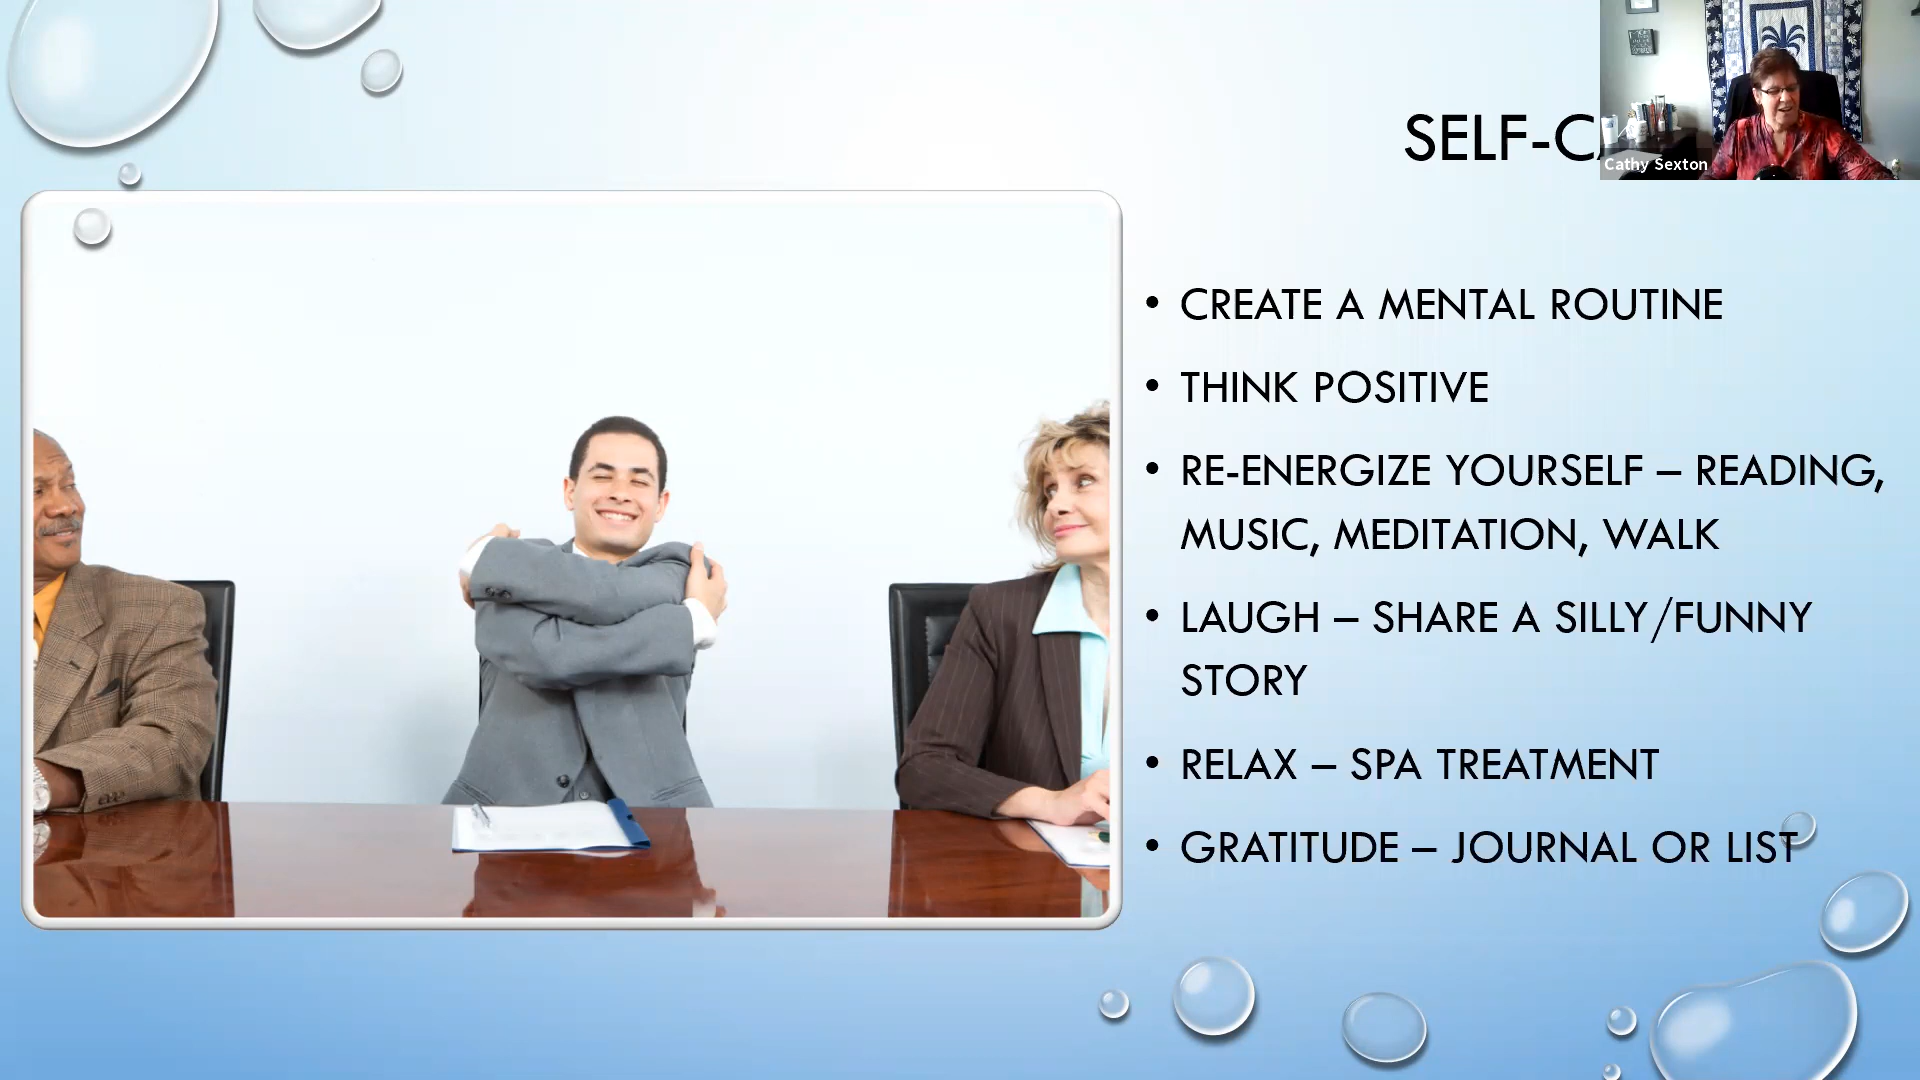 SELF-C
Cathy Sexton
• CREATE A MENTAL ROUTINE
• THINK POSITIVE
• RE-ENERGIZE YOURSELF – READING,
MUSIC, MEDITATION, WALK
• LAUGH – SHARE A SILLY/FUNNY
STORY
• RELAX – SPA TREATMENT
• GRATITUDE – JOURNAL OR LIST